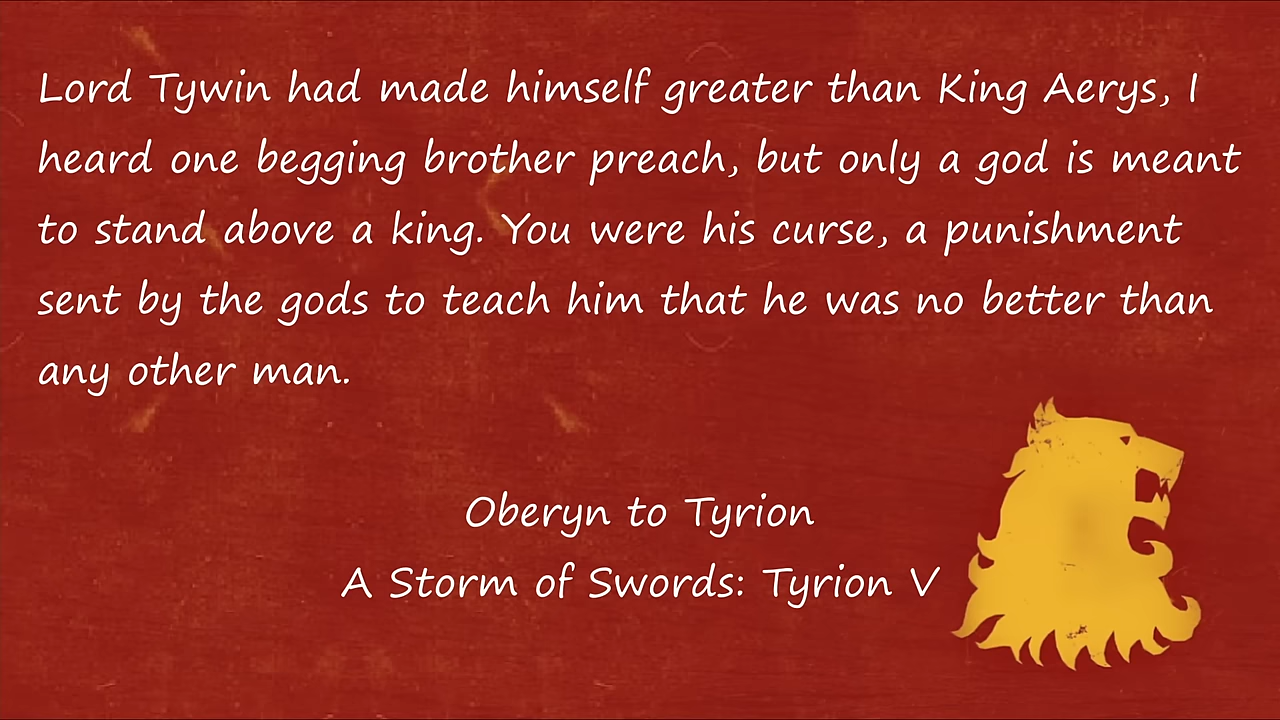 Lord Tywin had made himself greater than King Aerys, I
heard one begging brother preach, but only a god is meant
to stand above a king. You were his curse, a punishment
sent by the gods to teach him that he was no better than
any other man.
Oberyn to Tyrion
A Storm of Swords: Tyrion V